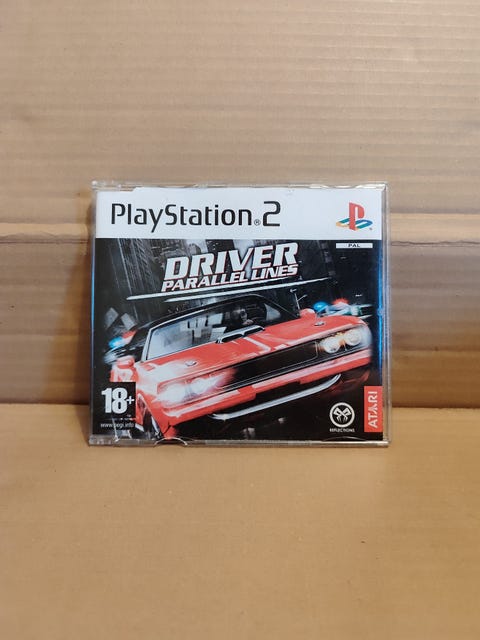 PlayStation®2
PAL
DRIVER
PARALLEL LINES
18+
www.pegi.info
REFLECTIONS
ATARI